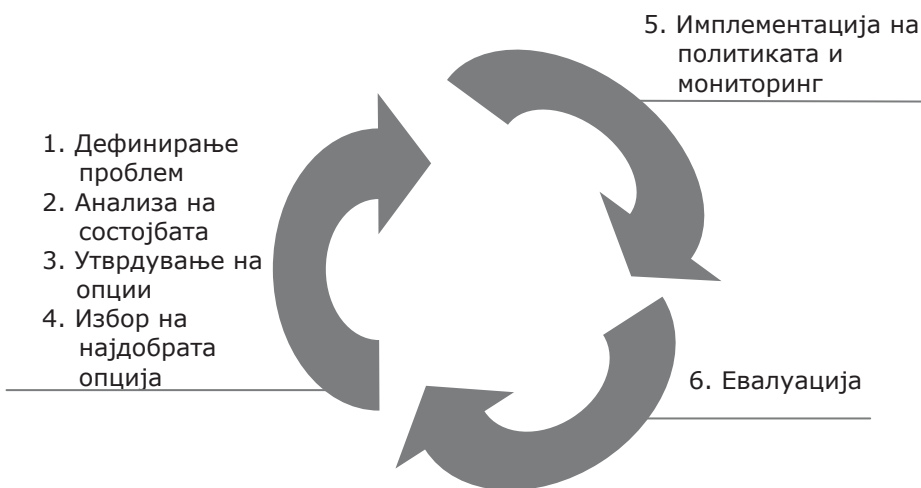 1. Дефинирање
проблем
2. Анализа на
состојбата
3. Утврдување на
опции
4. Избор на
најдобрата
опција
5. Имплементација на
политиката и
мониторинг
6. Евалуација